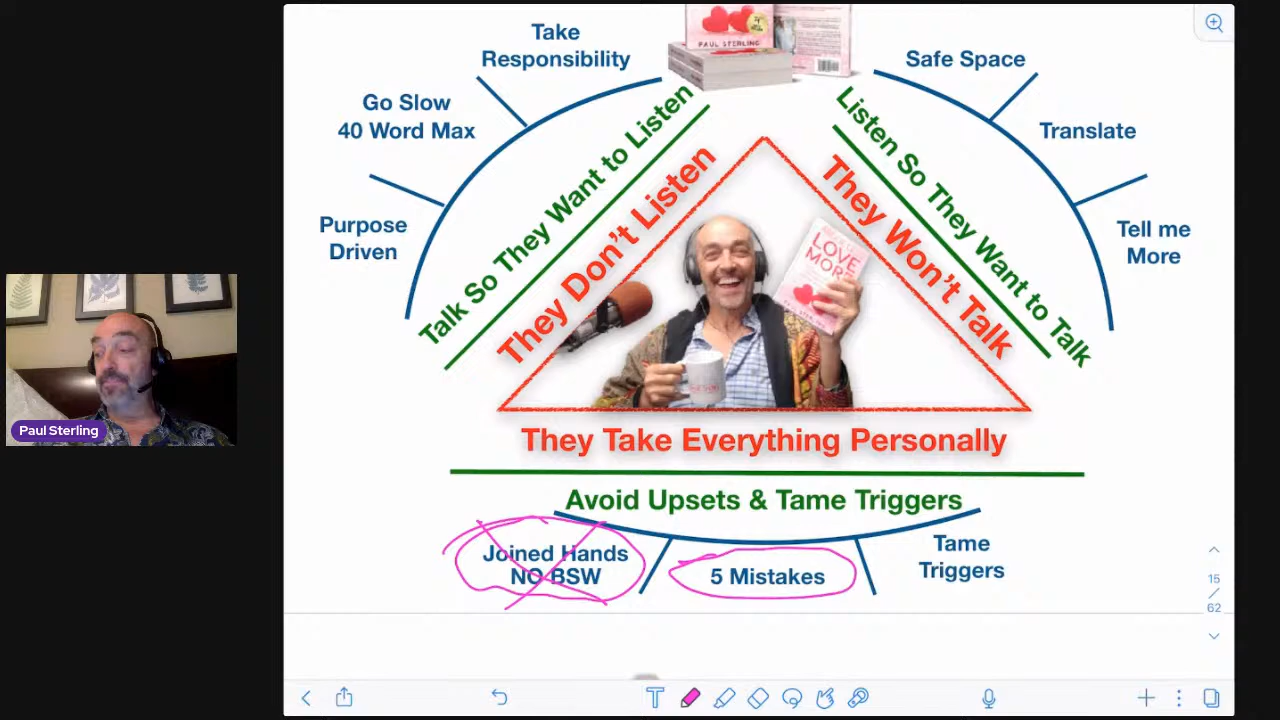 PAUL STERLING
Take
Responsibility
Go Slow
40 Word Max
Purpose
Driven
Safe Space
Translate
Tell me
More
Talk So They Want to Listen
They Don't Listen
Listen So They Want to Talk
They Won't Talk
LOVE
MORE
They Take Everything Personally
Avoid Upsets & Tame Triggers
Joined Hands
NO BSW
5 Mistakes
Tame
Triggers
Paul Sterling
15
/
62
T